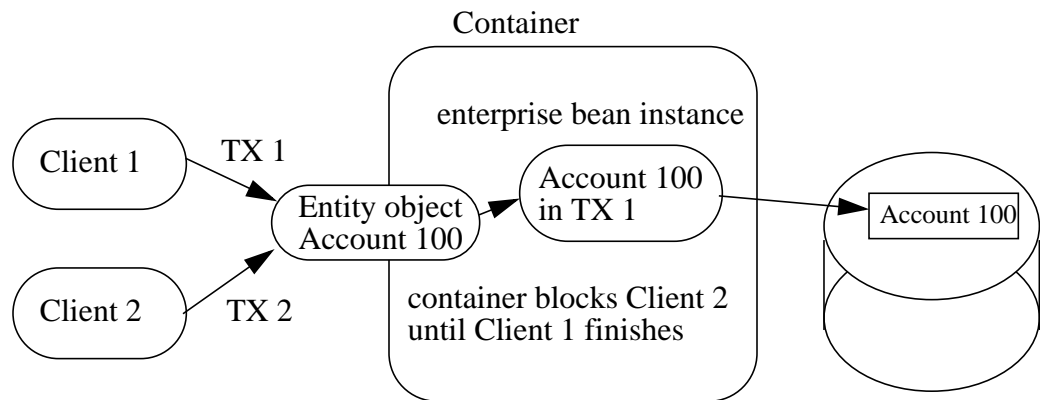 Container
enterprise bean instance
Client 1
TX 1
Entity object
Account 100
Account 100
in TX 1
Account 100
Client 2
TX 2
container blocks Client 2
until Client 1 finishes